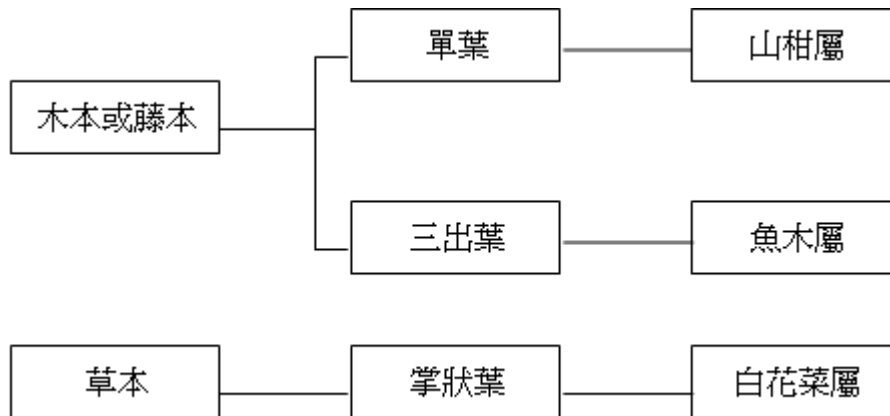 單葉
山柑屬
木本或藤本
三出葉
魚木屬
草本
掌狀葉
白花菜屬